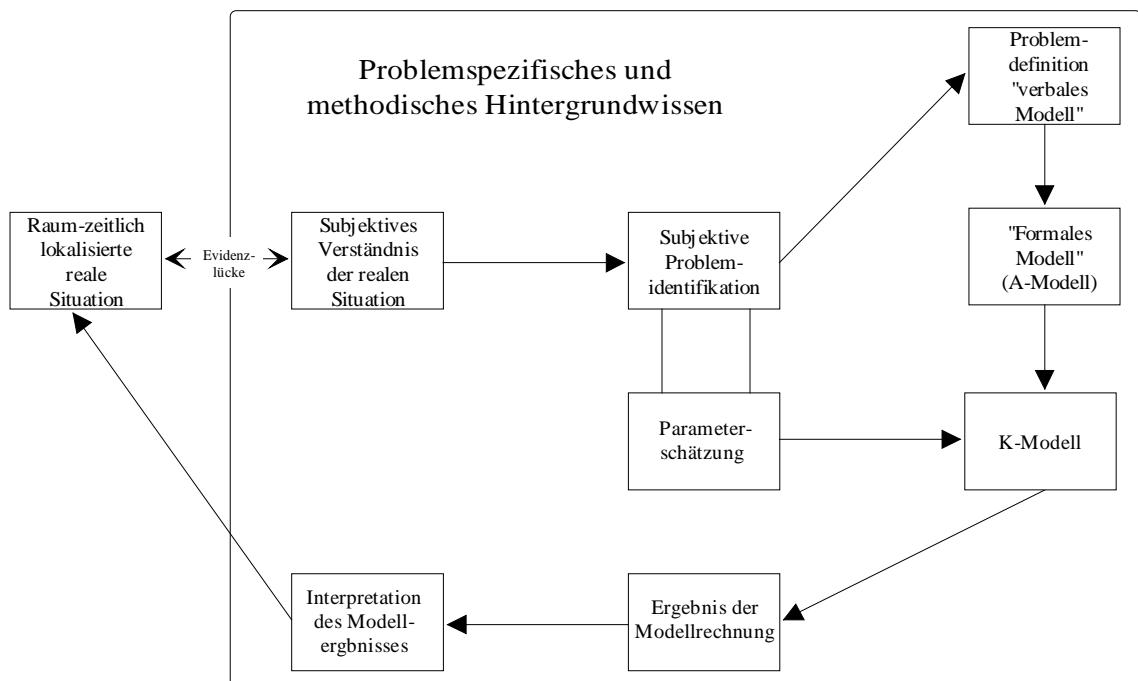 Problemspezifisches und
methodisches Hintergrundwissen
Problem-
definition
"verbales
Modell"
Raum-zeitlich
lokalisierte
reale
Situation
Evidenz-
lücke
Subjektives
Verständnis
der realen
Situation
Subjektive
Problem-
identifikation
"Formales
Modell"
(A-Modell)
Parameter-
schätzung
K-Modell
Interpretation
des Modell-
ergbnisses
Ergebnis der
Modellrechnung